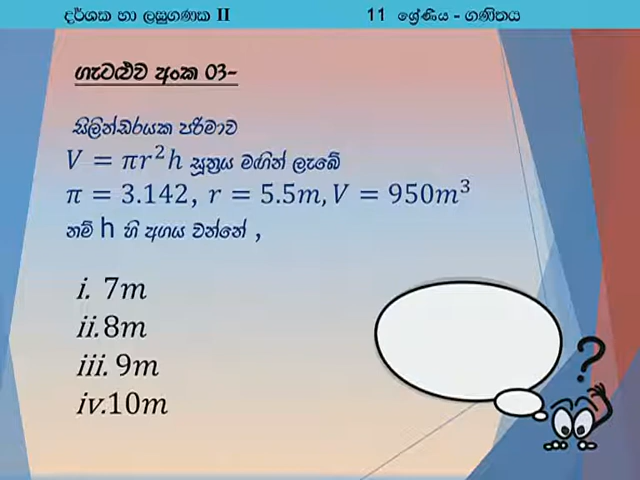 දර්ශක හා ලඝුගණක II 11 ශ්‍රේණිය - ගණිතය
ගැටළුව අංක 03-
සිලින්ඩරයක පරිමාව
V = πr²h සූත්‍රය මඟින් ලැබේ
π = 3.142, r = 5.5m, V = 950m³
නම් h හි අගය වන්නේ ,
i. 7m
ii.8m
iii. 9m
iv.10m
?